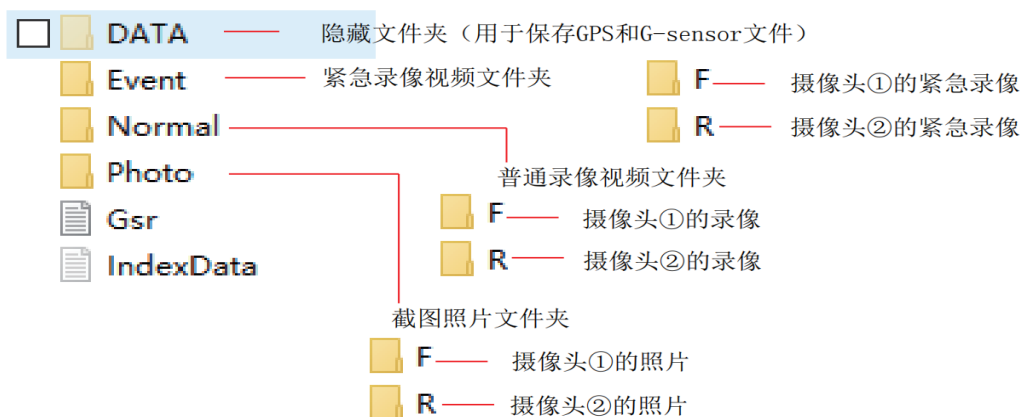 DATA 隐藏文件夹（用于保存GPS和G-sensor文件）
Event 紧急录像视频文件夹
F 摄像头①的紧急录像
Normal
R 摄像头②的紧急录像
Photo
普通录像视频文件夹
Gsr
F 摄像头①的录像
IndexData
R 摄像头②的录像
截图照片文件夹
F 摄像头①的照片
R 摄像头②的照片